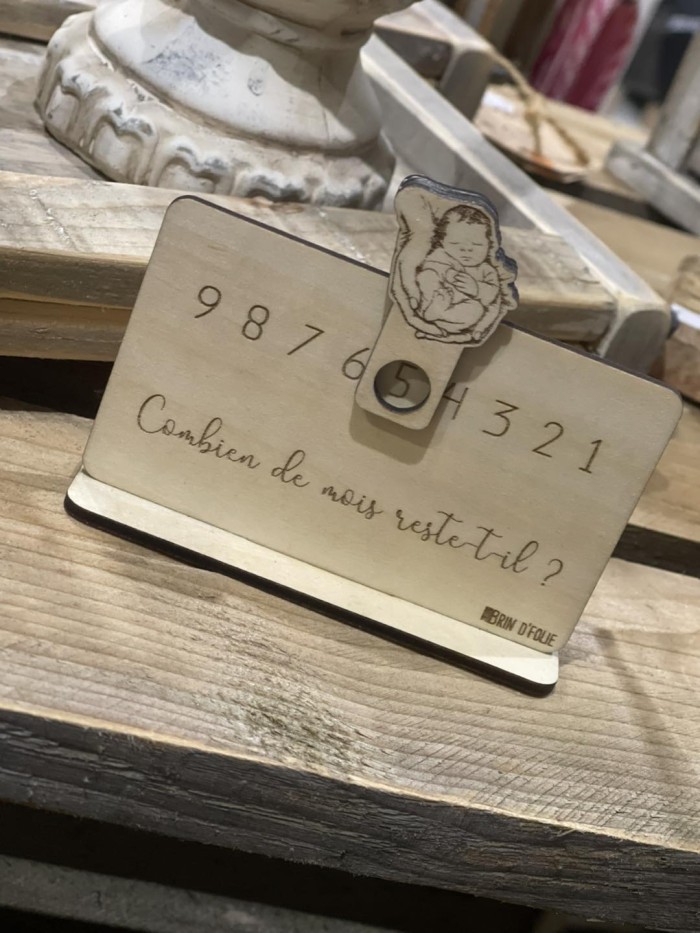 9 8 7 6 5 4 3 2 1
Combien de mois reste-t-il ?
BRIN D'FOLIE